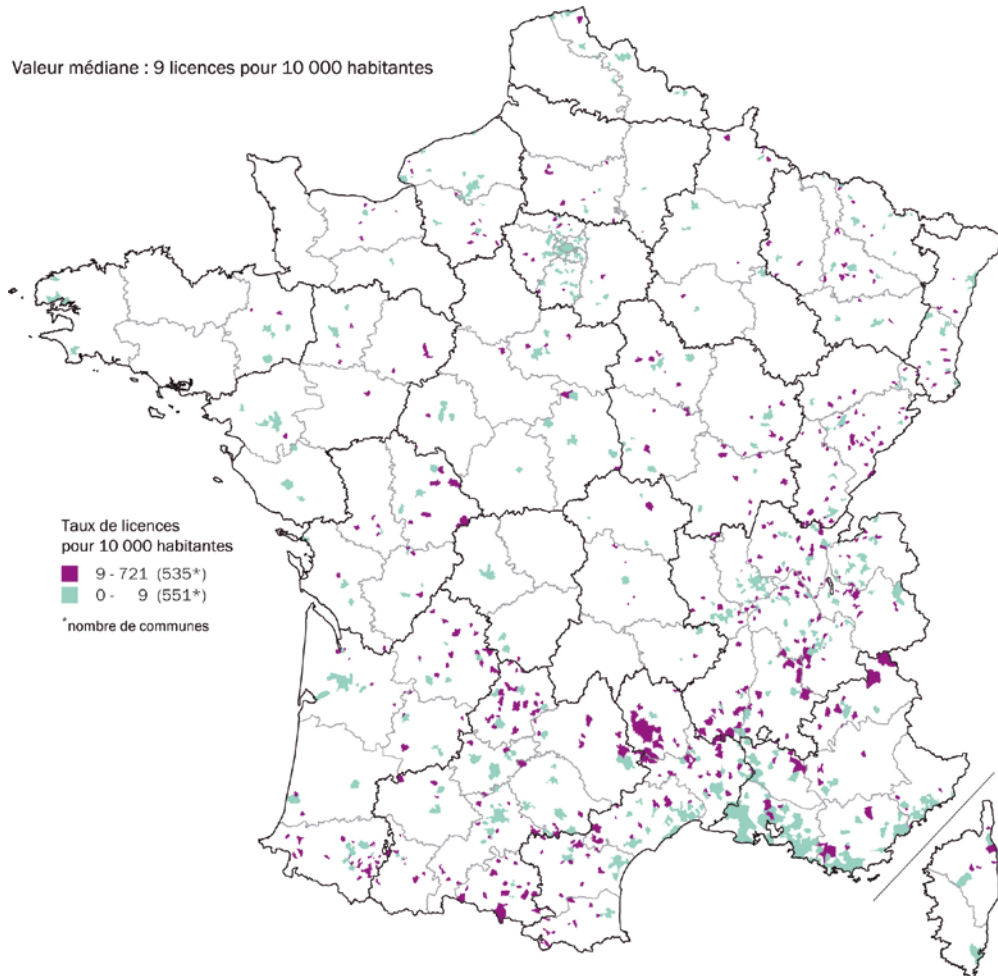 Valeur médiane : 9 licences pour 10 000 habitantes
Taux de licences
pour 10 000 habitantes
9 - 721 (535*)
0 - 9 (551*)
*nombre de communes